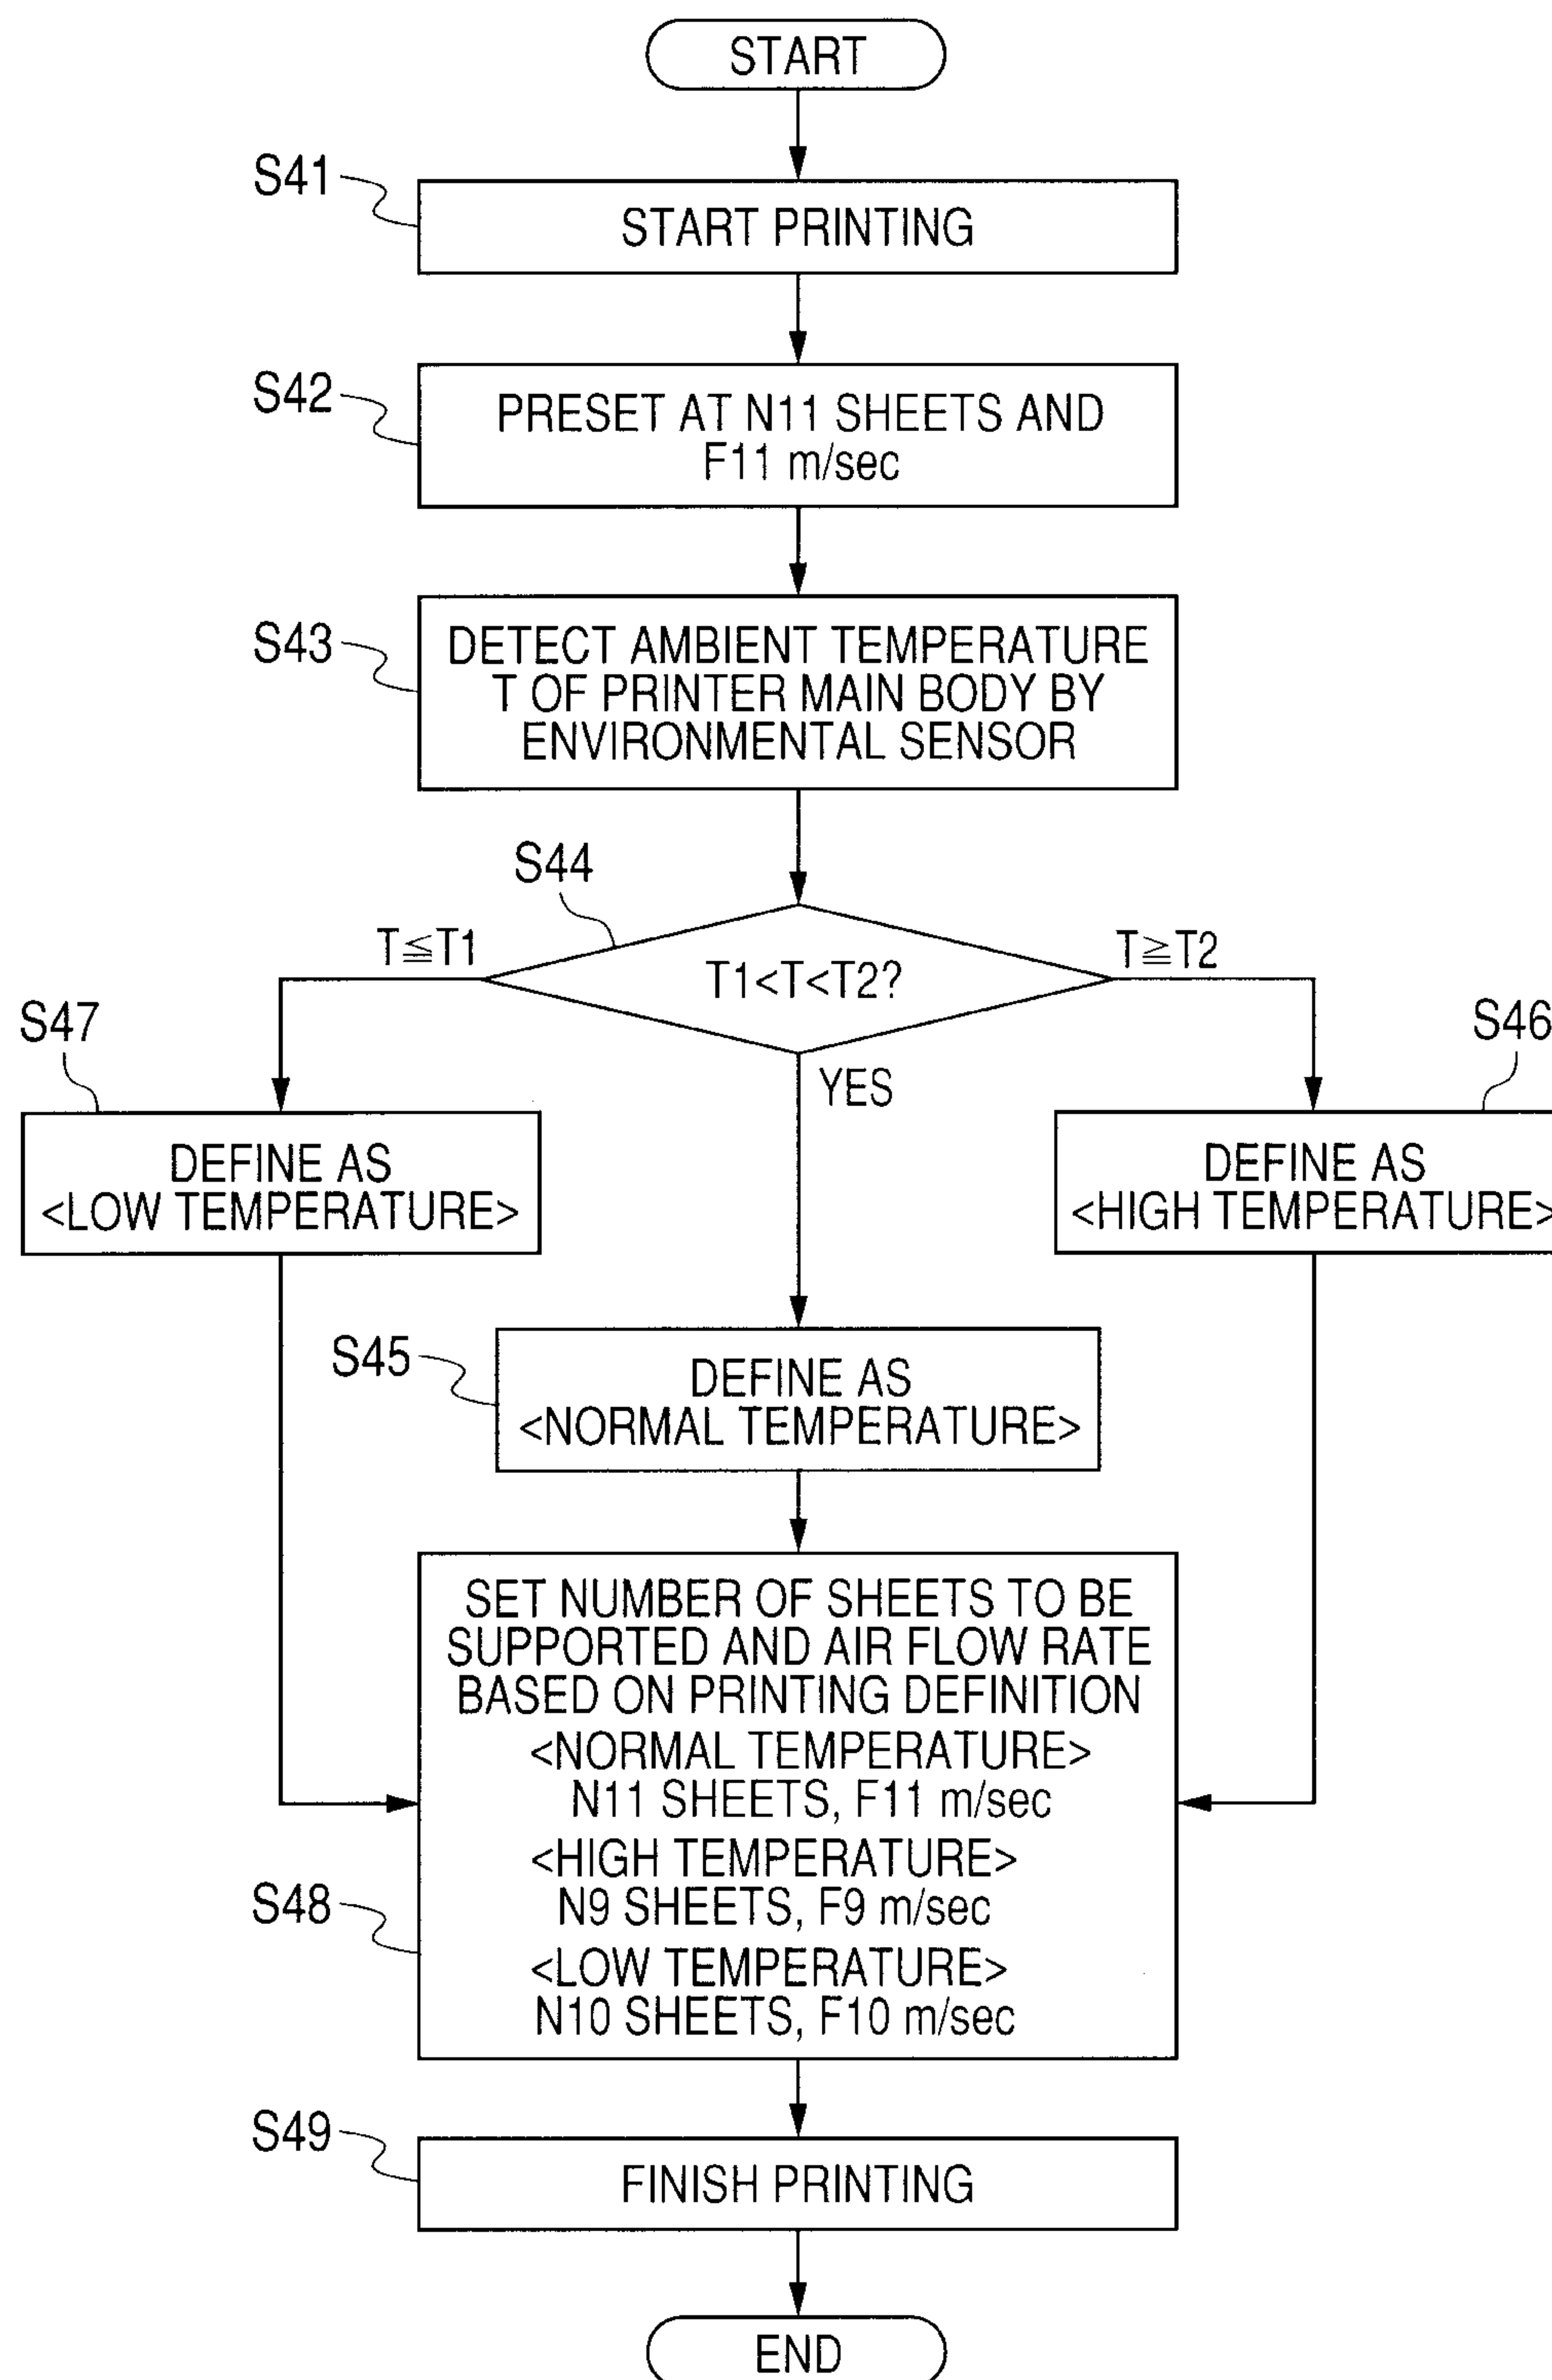 START
S41
START PRINTING
S42
PRESET AT N11 SHEETS AND
F11 m/sec
S43
DETECT AMBIENT TEMPERATURE
T OF PRINTER MAIN BODY BY
ENVIRONMENTAL SENSOR
S44
T≦T1
T1<T<T2?
T≧T2
S47
S46
YES
DEFINE AS
<LOW TEMPERATURE>
DEFINE AS
<HIGH TEMPERATURE>
S45
DEFINE AS
<NORMAL TEMPERATURE>
SET NUMBER OF SHEETS TO BE
SUPPORTED AND AIR FLOW RATE
BASED ON PRINTING DEFINITION
<NORMAL TEMPERATURE>
N11 SHEETS, F11 m/sec
<HIGH TEMPERATURE>
N9 SHEETS, F9 m/sec
S48
<LOW TEMPERATURE>
N10 SHEETS, F10 m/sec
S49
FINISH PRINTING
END